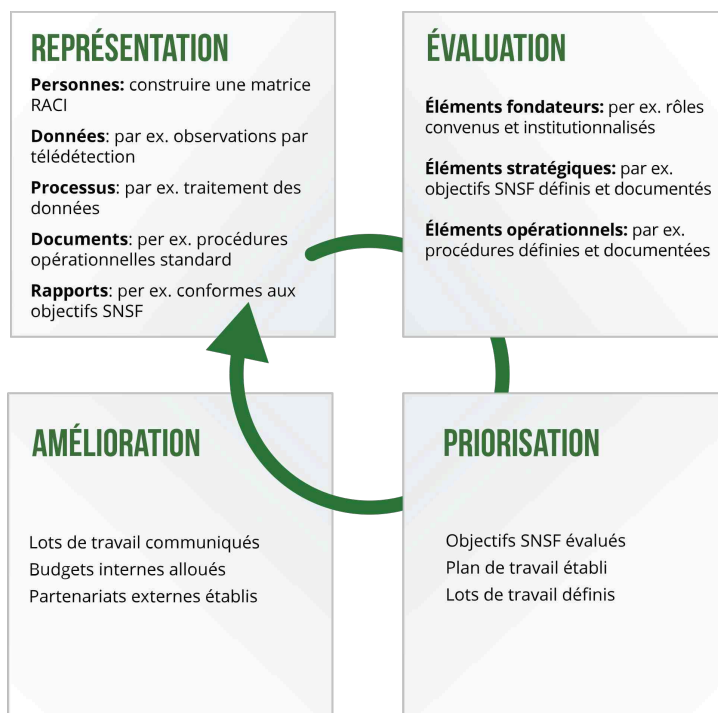 REPRÉSENTATION
Personnes: construire une matrice
RACI
Données: par ex. observations par
télédétection
Processus: par ex. traitement des
données
Documents: per ex. procédures
opérationnelles standard
Rapports: per ex. conformes aux
objectifs SNSF
ÉVALUATION
Éléments fondateurs: per ex. rôles
convenus et institutionnalisés
Éléments stratégiques: par ex.
objectifs SNSF définis et documentés
Éléments opérationnels: par ex.
procédures définies et documentées
AMÉLIORATION
Lots de travail communiqués
Budgets internes alloués
Partenariats externes établis
PRIORISATION
Objectifs SNSF évalués
Plan de travail établi
Lots de travail définis